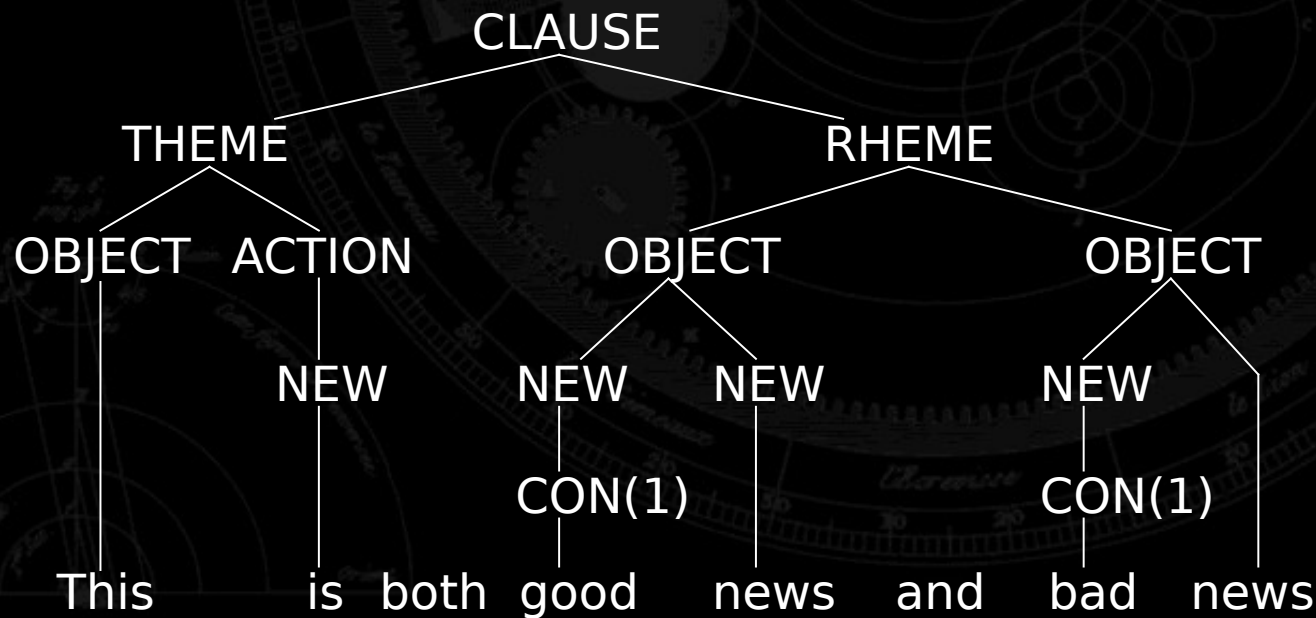 CLAUSE
THEME RHEME
OBJECT ACTION OBJECT OBJECT
NEW NEW NEW NEW
CON(1) CON(1)
This is both good news and bad news